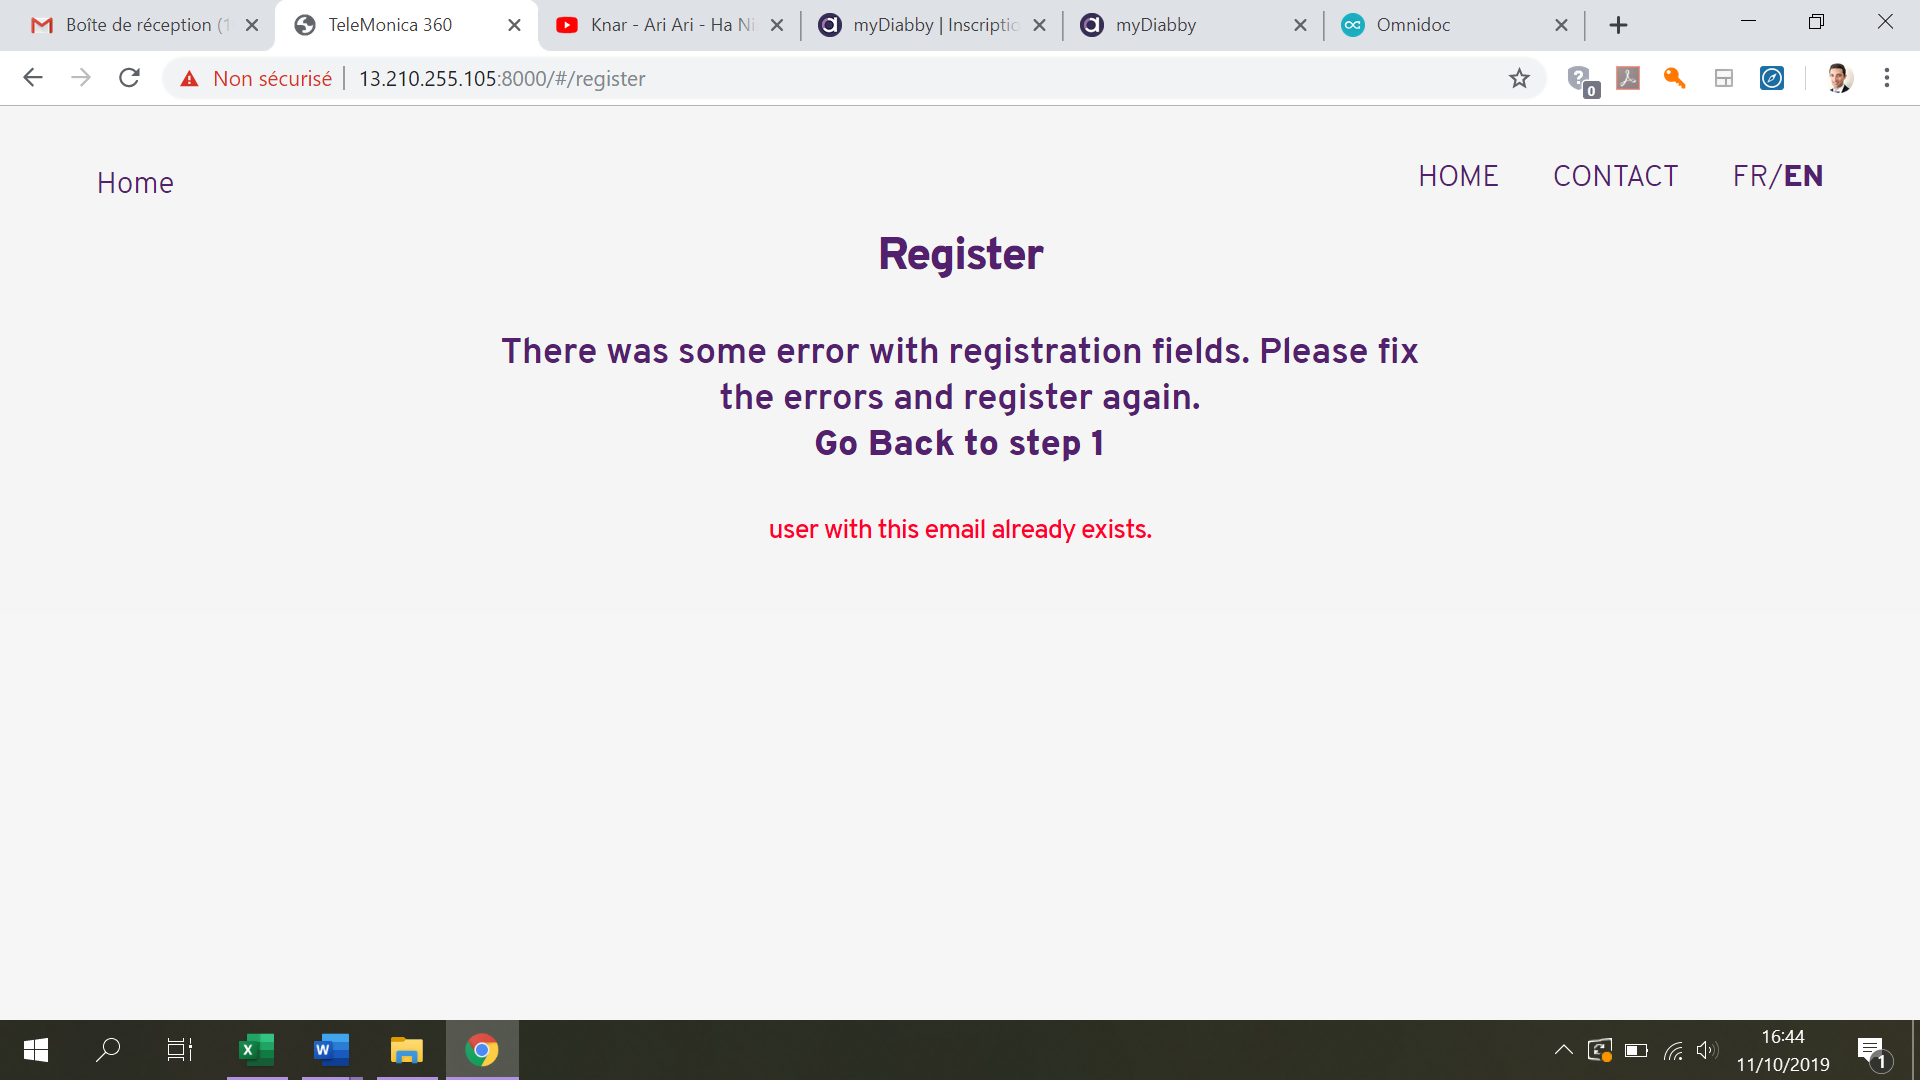 Boîte de réception (1
TeleMonica 360
Knar - Ari Ari - Ha Ni
myDiabby | Inscriptio
myDiabby
Omnidoc
Non sécurisé
13.210.255.105:8000/#/register
0
Home
HOME
CONTACT
FR/EN
Register
There was some error with registration fields. Please fix
the errors and register again.
Go Back to step 1
user with this email already exists.
16:44
11/10/2019
1